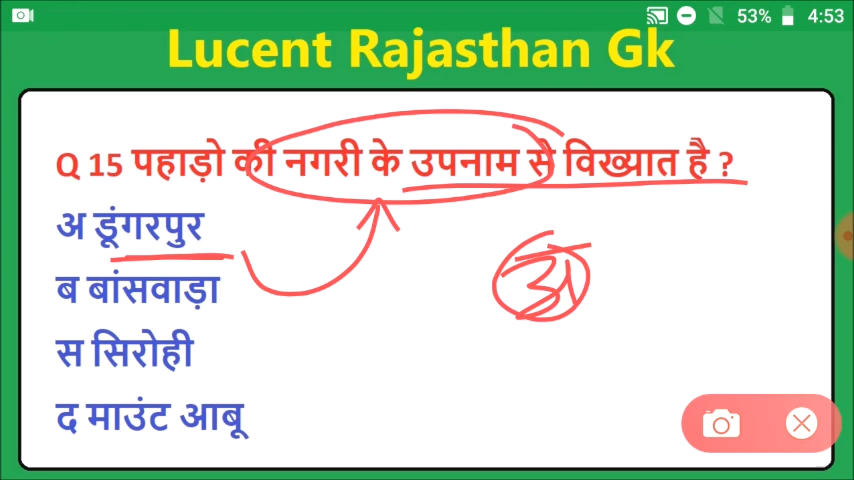 53% 4:53
Lucent Rajasthan Gk
Q 15 पहाड़ो की नगरी के उपनाम से विख्यात है ?
अ डूंगरपुर
ब बांसवाड़ा
अ
स सिरोही
द माउंट आबू